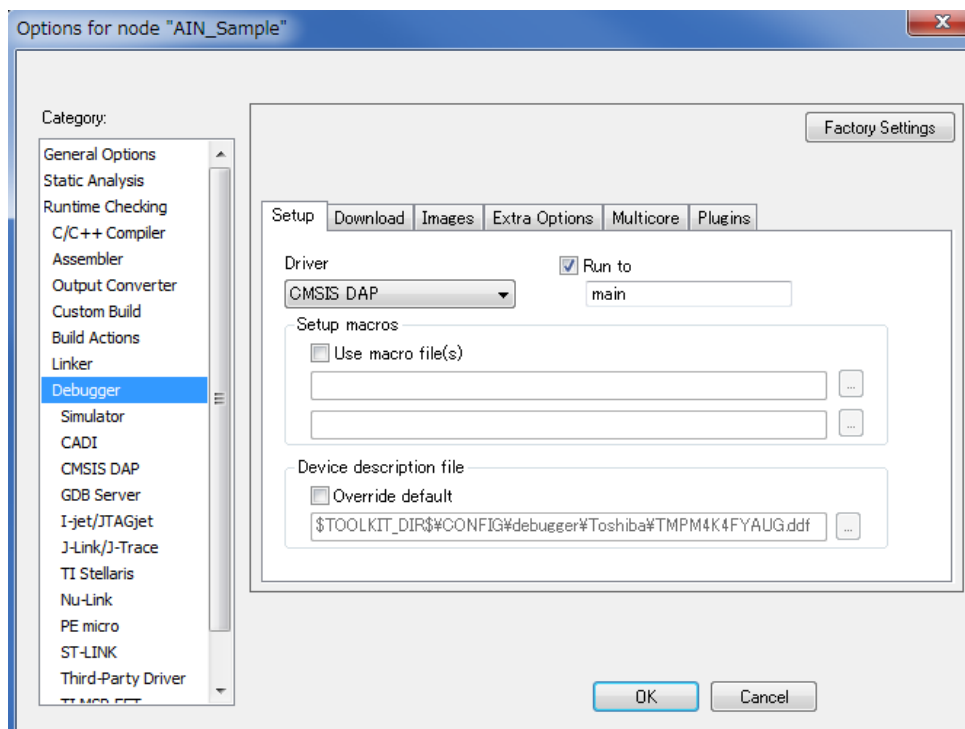 Options for node "AIN_Sample"
Category:
Factory Settings
General Options
Static Analysis
Runtime Checking
C/C++ Compiler
Assembler
Output Converter
Custom Build
Build Actions
Linker
Debugger
Simulator
CADI
CMSIS DAP
GDB Server
I-jet/JTAGjet
J-Link/J-Trace
TI Stellaris
Nu-Link
PE micro
ST-LINK
Third-Party Driver
TI MSP-FET
Setup Download Images Extra Options Multicore Plugins
Driver
Run to
CMSIS DAP
main
Setup macros
Use macro file(s)
...
...
Device description file
Override default
$TOOLKIT_DIR$¥CONFIG¥debugger¥Toshiba¥TMPM4K4FYAUG.ddf
...
OK Cancel